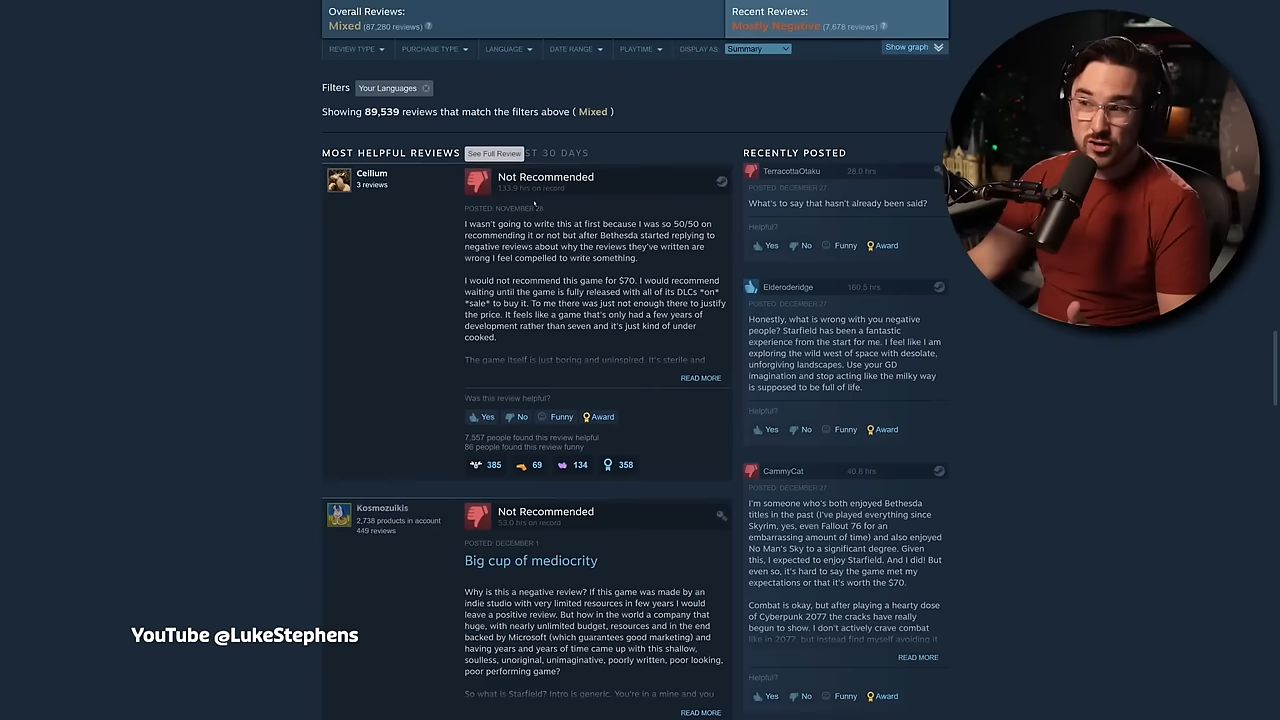 Overall Reviews:
Mixed (87,280 reviews) ?
Recent Reviews:
Mostly Negative (7,678 reviews) ?
REVIEW TYPE
PURCHASE TYPE
LANGUAGE
DATE RANGE
PLAYTIME
DISPLAY AS:
Summary
Show graph
Filters
Your Languages
Showing 89,539 reviews that match the filters above ( Mixed )
MOST HELPFUL REVIEWS
See Full Review
ST 30 DAYS
Cellium
3 reviews
Not Recommended
133.9 hrs on record
POSTED: NOVEMBER 28
I wasn't going to write this at first because I was so 50/50 on
recommending it or not but after Bethesda started replying to
negative reviews about why the reviews they've written are
wrong I feel compelled to write something.
I would not recommend this game for $70. I would recommend
waiting until the game is fully released with all of its DLCs *on*
*sale* to buy it. To me there was just not enough there to justify
the price. It feels like a game that's only had a few years of
development rather than seven and it's just kind of under
cooked.
The game itself is just boring and uninspired. It's sterile and
READ MORE
Was this review helpful?
Yes
No
Funny
Award
7,557 people found this review helpful
86 people found this review funny
385
69
134
358
Kosmozuikis
2,738 products in account
449 reviews
Not Recommended
53.0 hrs on record
POSTED: DECEMBER 1
Big cup of mediocrity
Why is this a negative review? If this game was made by an
indie studio with very limited resources in few years I would
leave a positive review. But how in the world a company that
huge, with nearly unlimited budget, resources and in the end
backed by Microsoft (which guarantees good marketing) and
having years and years of time came up with this shallow,
soulless, unoriginal, unimaginative, poorly written, poor looking,
poor performing game?
So what is Starfield? Intro is generic. You're in a mine and you
READ MORE
RECENTLY POSTED
TerracottaOtaku
28.0 hrs
POSTED: DECEMBER 27
What's to say that hasn't already been said?
Helpful?
Yes
No
Funny
Award
Elderoderidge
160.5 hrs
POSTED: DECEMBER 27
Honestly, what is wrong with you negative
people? Starfield has been a fantastic
experience from the start for me. I feel like I am
exploring the wild west of space with desolate,
unforgiving landscapes. Use your GD
imagination and stop acting like the milky way
is supposed to be full of life.
Helpful?
Yes
No
Funny
Award
CammyCat
40.8 hrs
POSTED: DECEMBER 27
I'm someone who's both enjoyed Bethesda
titles in the past (I've played everything since
Skyrim, yes, even Fallout 76 for an
embarrassing amount of time) and also enjoyed
No Man's Sky to a significant degree. Given
this, I expected to enjoy Starfield. And I did! But
even so, it's hard to say the game met my
expectations or that it's worth the $70.
Combat is okay, but after playing a hearty dose
of Cyberpunk 2077 the cracks have really
begun to show. I don't actively crave combat
like in 2077, but instead find myself avoiding it
READ MORE
Helpful?
Yes
No
Funny
Award
YouTube @LukeStephens